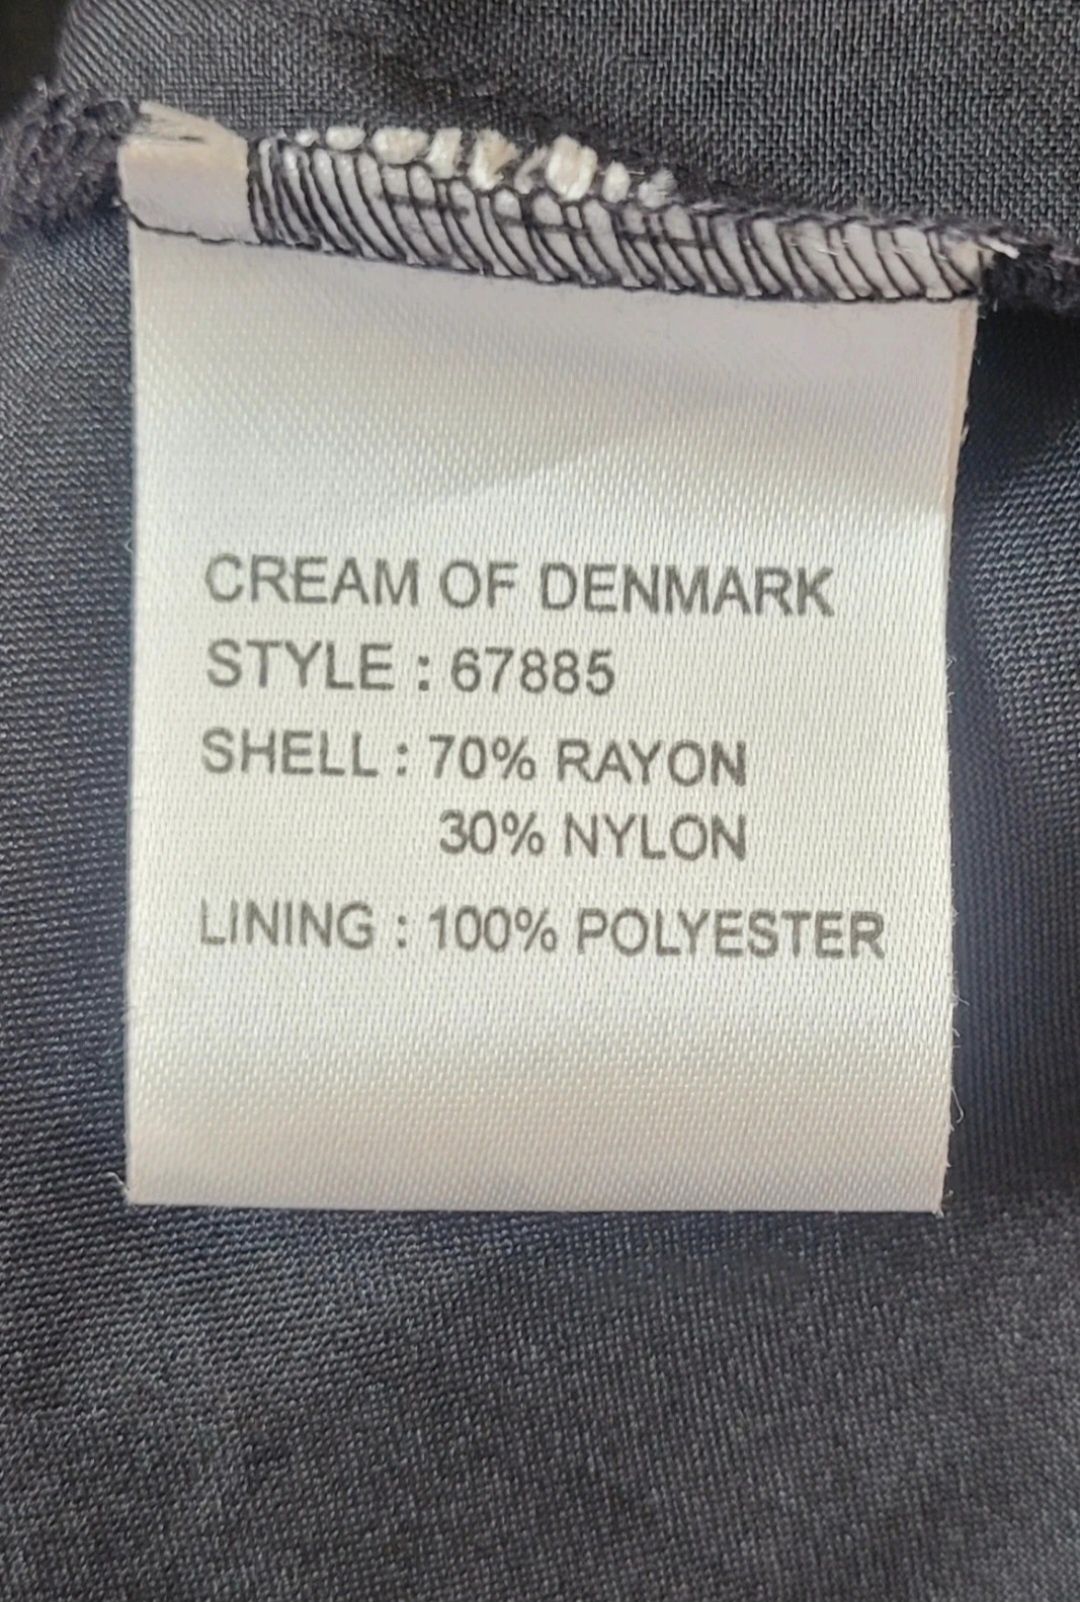 CREAM OF DENMARK
STYLE : 67885
SHELL : 70% RAYON
30% NYLON
LINING : 100% POLYESTER